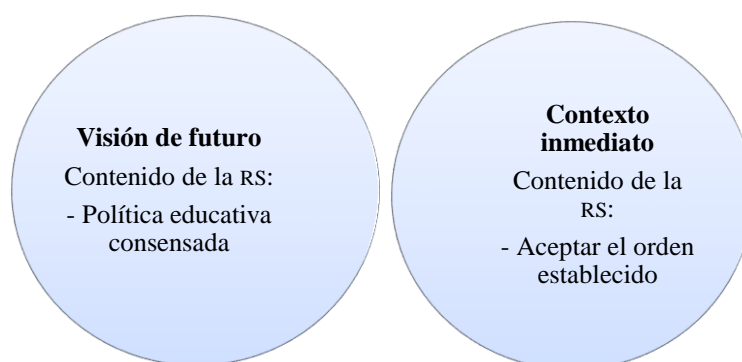 Visión de futuro
Contenido de la RS:
- Política educativa
consensada
Contexto
inmediato
Contenido de la
RS:
- Aceptar el orden
establecido